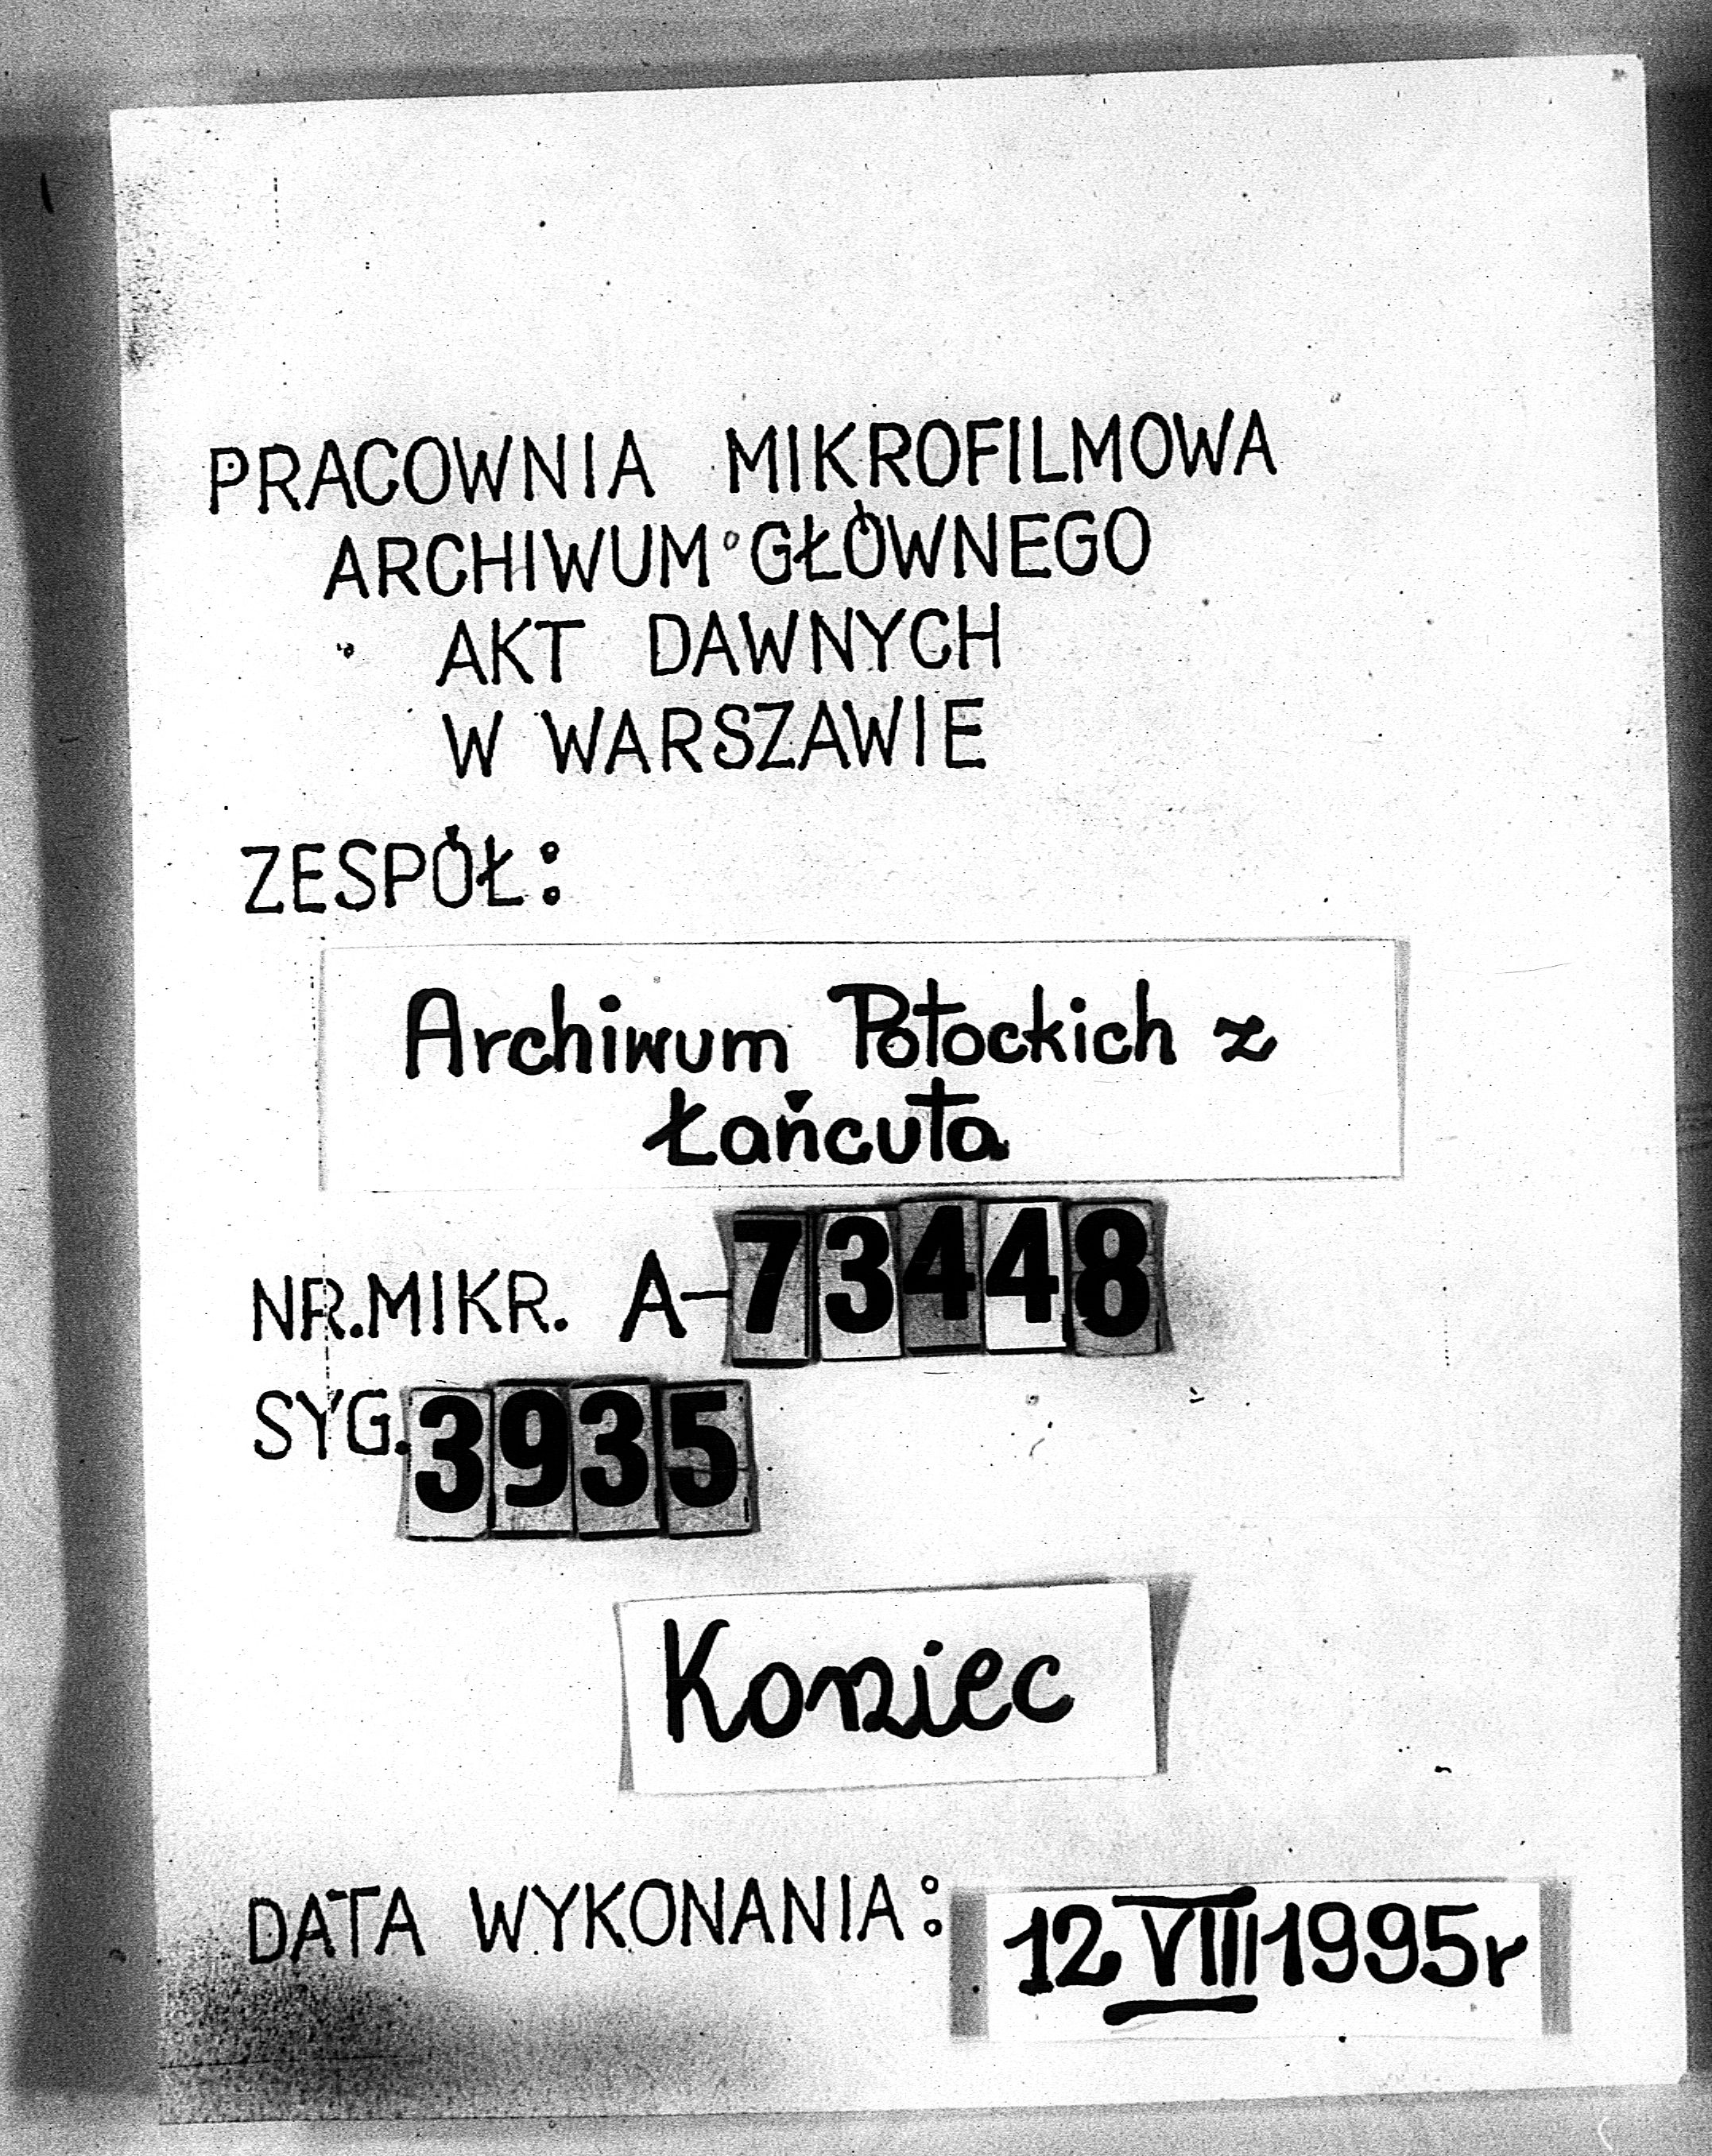 PRACOWNIA MIKROFILMOWA
ARCHIWUM GŁÓWNEGO
AKT DAWNYCH
W WARSZAWIE
ZESPÓŁ:
Archiwum Potockich z
Łańcuta
NR.MIKR. A-73448
SYG. 3935
Koniec
DATA WYKONANIA: 12 VIII 1995r